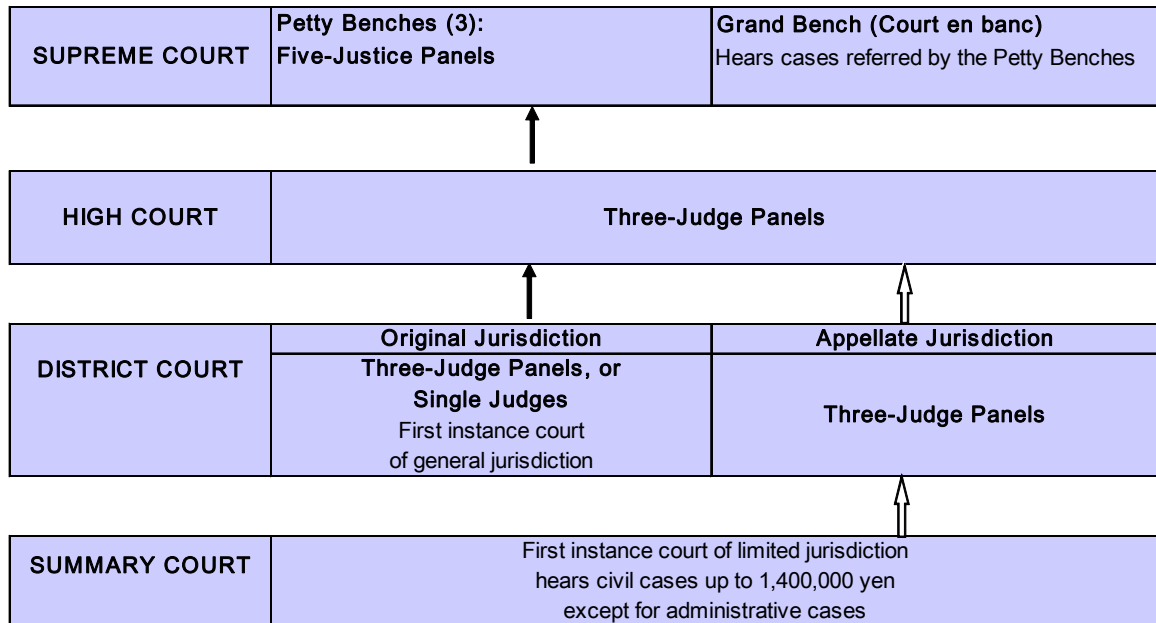 SUPREME COURT
Petty Benches (3):
Five-Justice Panels
Grand Bench (Court en banc)
Hears cases referred by the Petty Benches
HIGH COURT
Three-Judge Panels
DISTRICT COURT
Original Jurisdiction
Three-Judge Panels, or
Single Judges
First instance court
of general jurisdiction
Appellate Jurisdiction
Three-Judge Panels
SUMMARY COURT
First instance court of limited jurisdiction
hears civil cases up to 1,400,000 yen
except for administrative cases